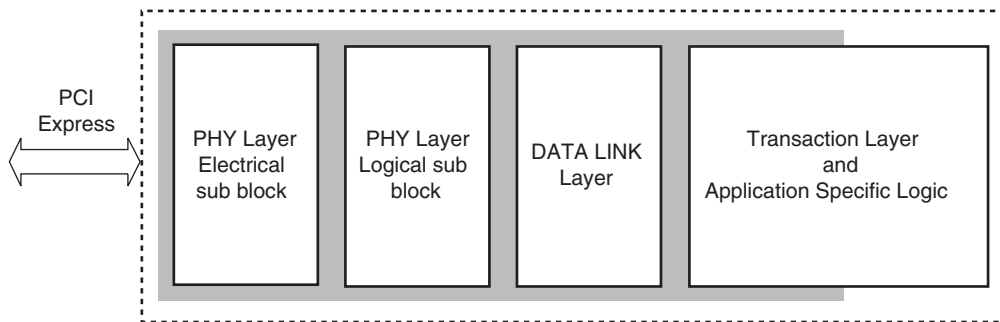 PCI
Express
PHY Layer
Electrical
sub block
PHY Layer
Logical sub
block
DATA LINK
Layer
Transaction Layer
and
Application Specific Logic